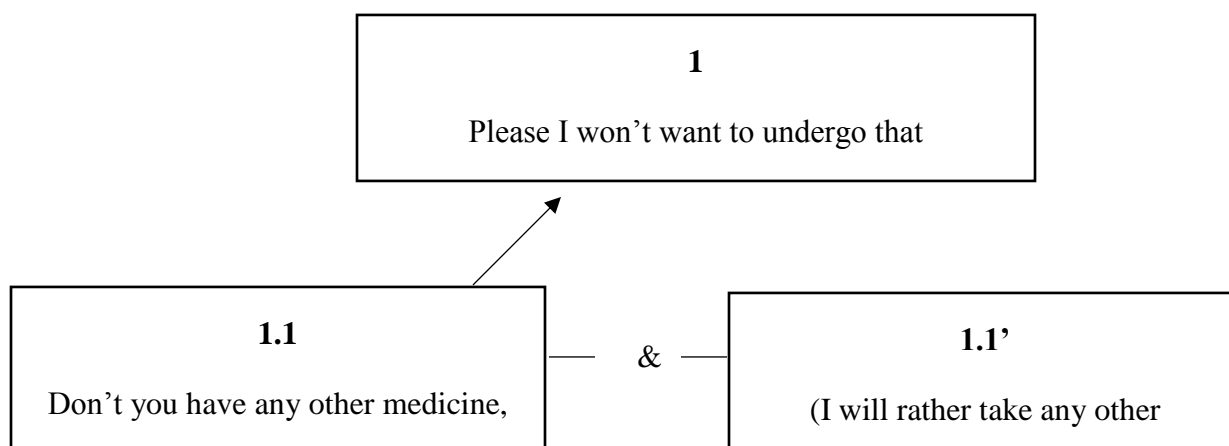 1
Please I won’t want to undergo that
1.1
Don’t you have any other medicine,
&
1.1’
(I will rather take any other